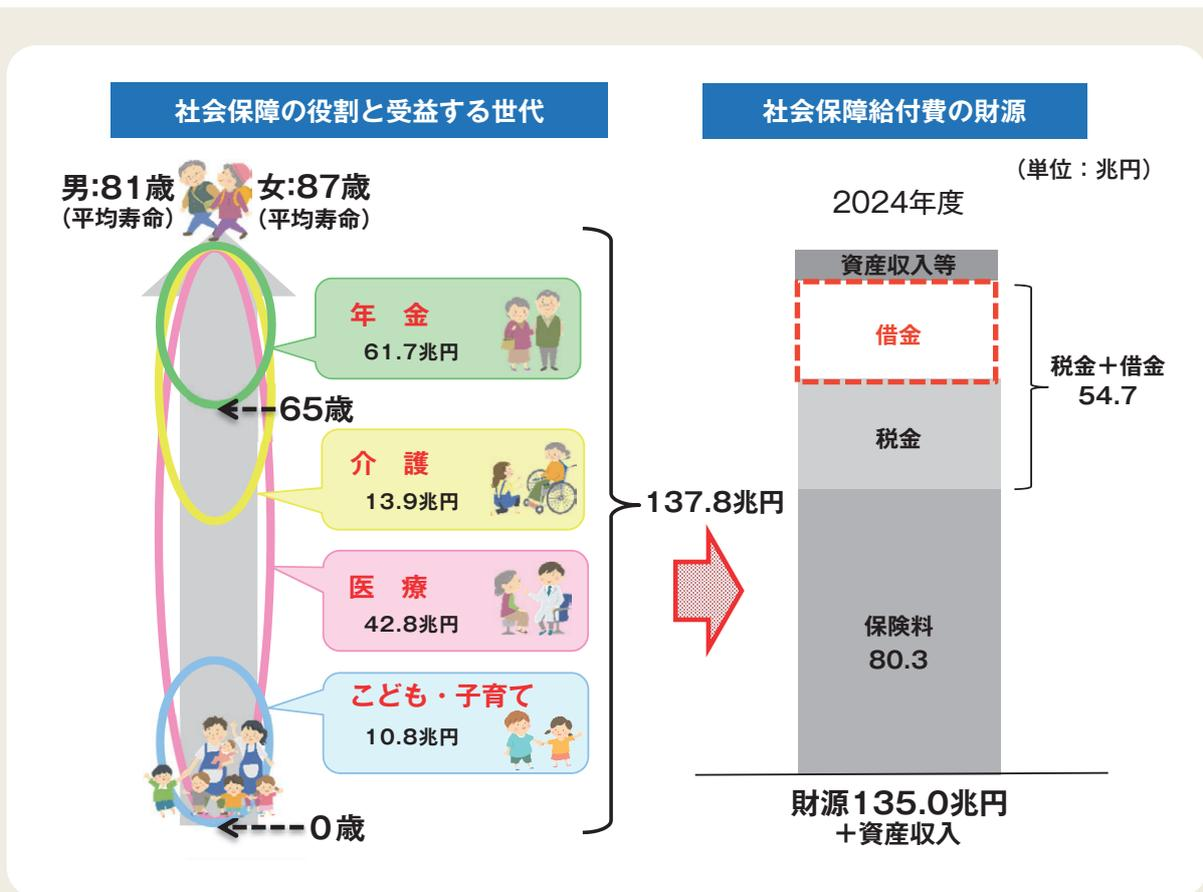 社会保障の役割と受益する世代
男:81歳
(平均寿命)
女:87歳
(平均寿命)
年 金
61.7兆円
65歳
介 護
13.9兆円
医 療
42.8兆円
こども・子育て
10.8兆円
0歳
137.8兆円
社会保障給付費の財源
(単位:兆円)
2024年度
資産収入等
借金
税金+借金
54.7
税金
保険料
80.3
財源135.0兆円
+資産収入